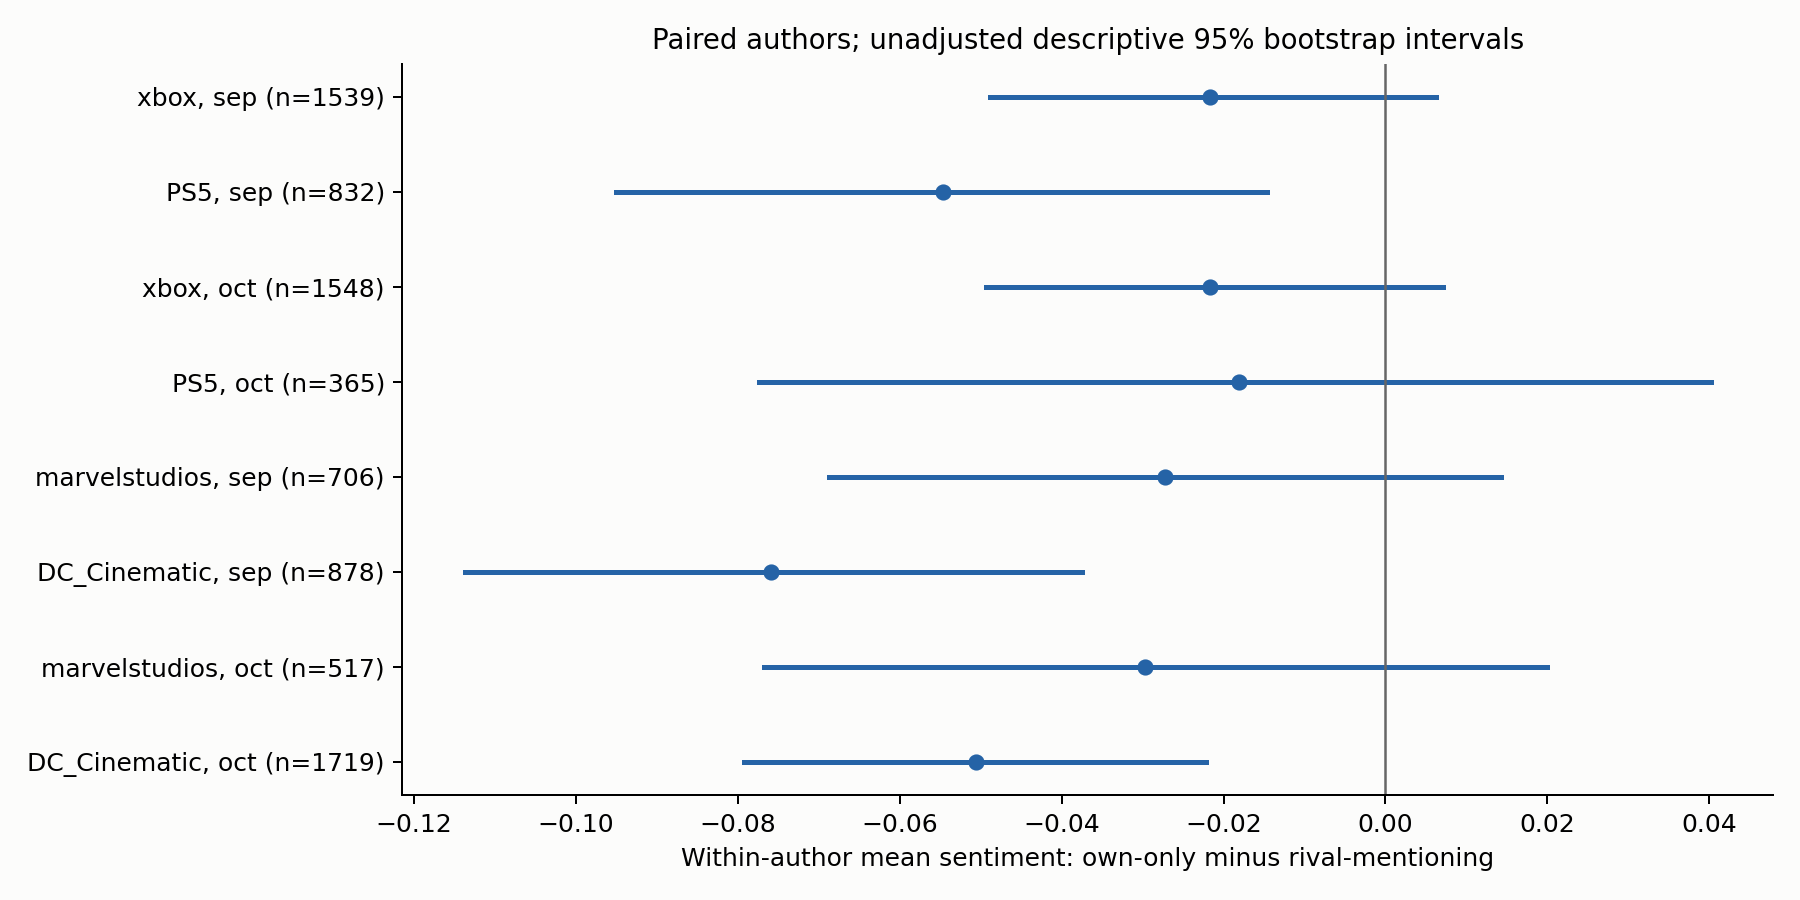 Paired authors; unadjusted descriptive 95% bootstrap intervals
xbox, sep (n=1539)
PS5, sep (n=832)
xbox, oct (n=1548)
PS5, oct (n=365)
marvelstudios, sep (n=706)
DC_Cinematic, sep (n=878)
marvelstudios, oct (n=517)
DC_Cinematic, oct (n=1719)
−0.12 −0.10 −0.08 −0.06 −0.04 −0.02 0.00 0.02 0.04
Within-author mean sentiment: own-only minus rival-mentioning